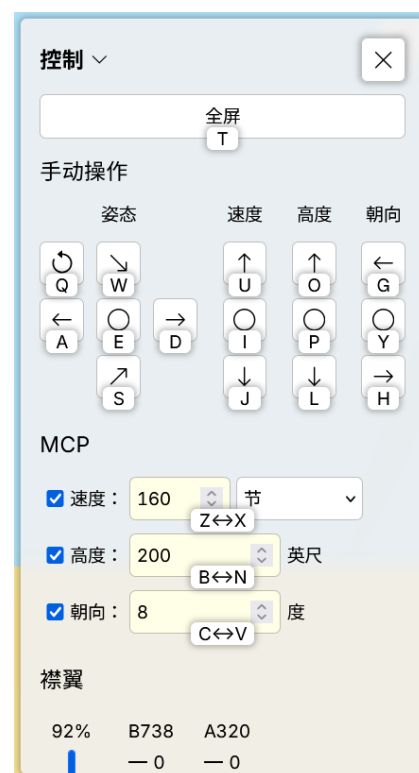 控制
全屏
T
手动操作
姿态 速度 高度 朝向
Q W U O G
A E D I P Y
S J L H
MCP
速度： 160 节
Z↔X
高度： 200 英尺
B↔N
朝向： 8 度
C↔V
襟翼
92% B738 A320
— 0 — 0